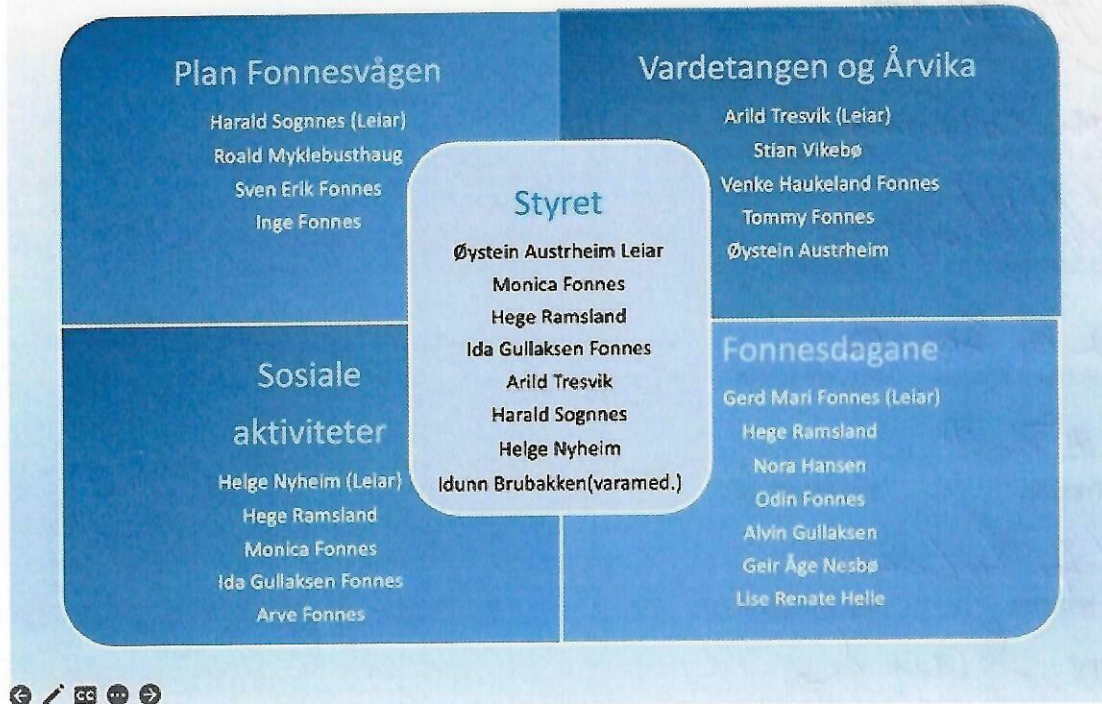 Plan Fonnesvågen
Harald Sognnes (Leiar)
Roald Myklebusthaug
Sven Erik Fonnes
Inge Fonnes
Vardetangen og Årvika
Arild Tresvik (Leiar)
Stian Vikebø
Venke Haukeland Fonnes
Tommy Fonnes
Øystein Austrheim
Styret
Øystein Austrheim Leiar
Monica Fonnes
Hege Ramsland
Ida Gullaksen Fonnes
Arild Tresvik
Harald Sognnes
Helge Nyheim
Idunn Brubakken(varamed.)
Sosiale
aktiviteter
Helge Nyheim (Leiar)
Hege Ramsland
Monica Fonnes
Ida Gullaksen Fonnes
Arve Fonnes
Fonnesdagane
Gerd Mari Fonnes (Leiar)
Hege Ramsland
Nora Hansen
Odin Fonnes
Alvin Gullaksen
Geir Åge Nesbø
Lise Renate Helle
CC